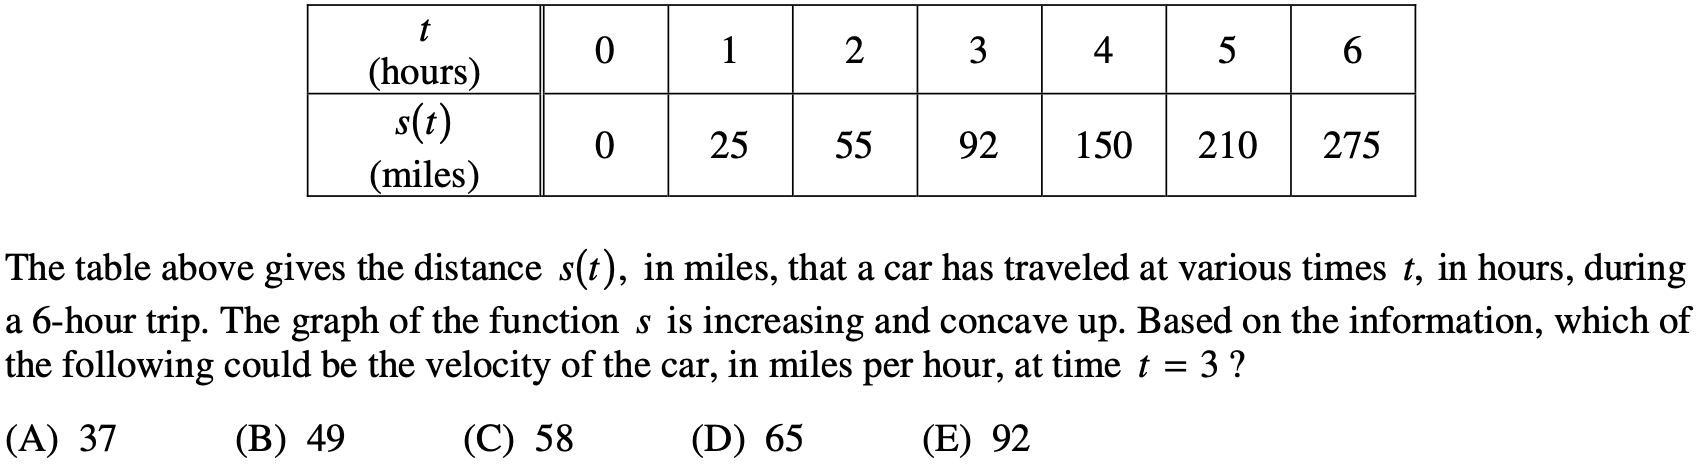 t 0 1 2 3 4 5 6
(hours)
s(t) 0 25 55 92 150 210 275
(miles)
The table above gives the distance s(t), in miles, that a car has traveled at various times t, in hours, during
a 6-hour trip. The graph of the function s is increasing and concave up. Based on the information, which of
the following could be the velocity of the car, in miles per hour, at time t = 3 ?
(A) 37 (B) 49 (C) 58 (D) 65 (E) 92